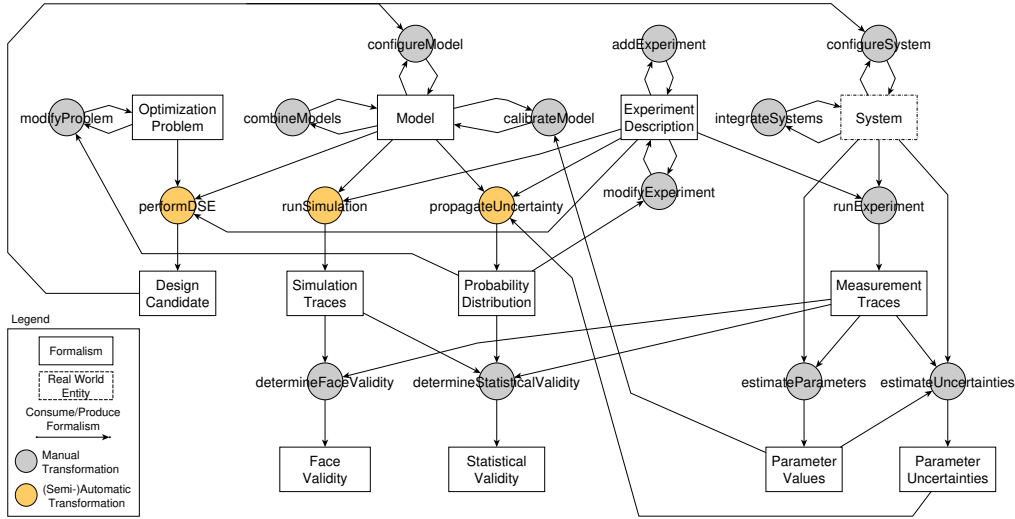 configureModel
addExperiment
configureSystem
modifyProblem
Optimization
Problem
combineModels
Model
calibrateModel
Experiment
Description
integrateSystems
System
performDSE
runSimulation
propagateUncertainty
modifyExperiment
runExperiment
Design
Candidate
Simulation
Traces
Probability
Distribution
Measurement
Traces
determineFaceValidity
determineStatisticalValidity
estimateParameters
estimateUncertainties
Face
Validity
Statistical
Validity
Parameter
Values
Parameter
Uncertainties
Legend
Formalism
Real World
Entity
Consume/Produce
Formalism
Manual
Transformation
(Semi-)Automatic
Transformation